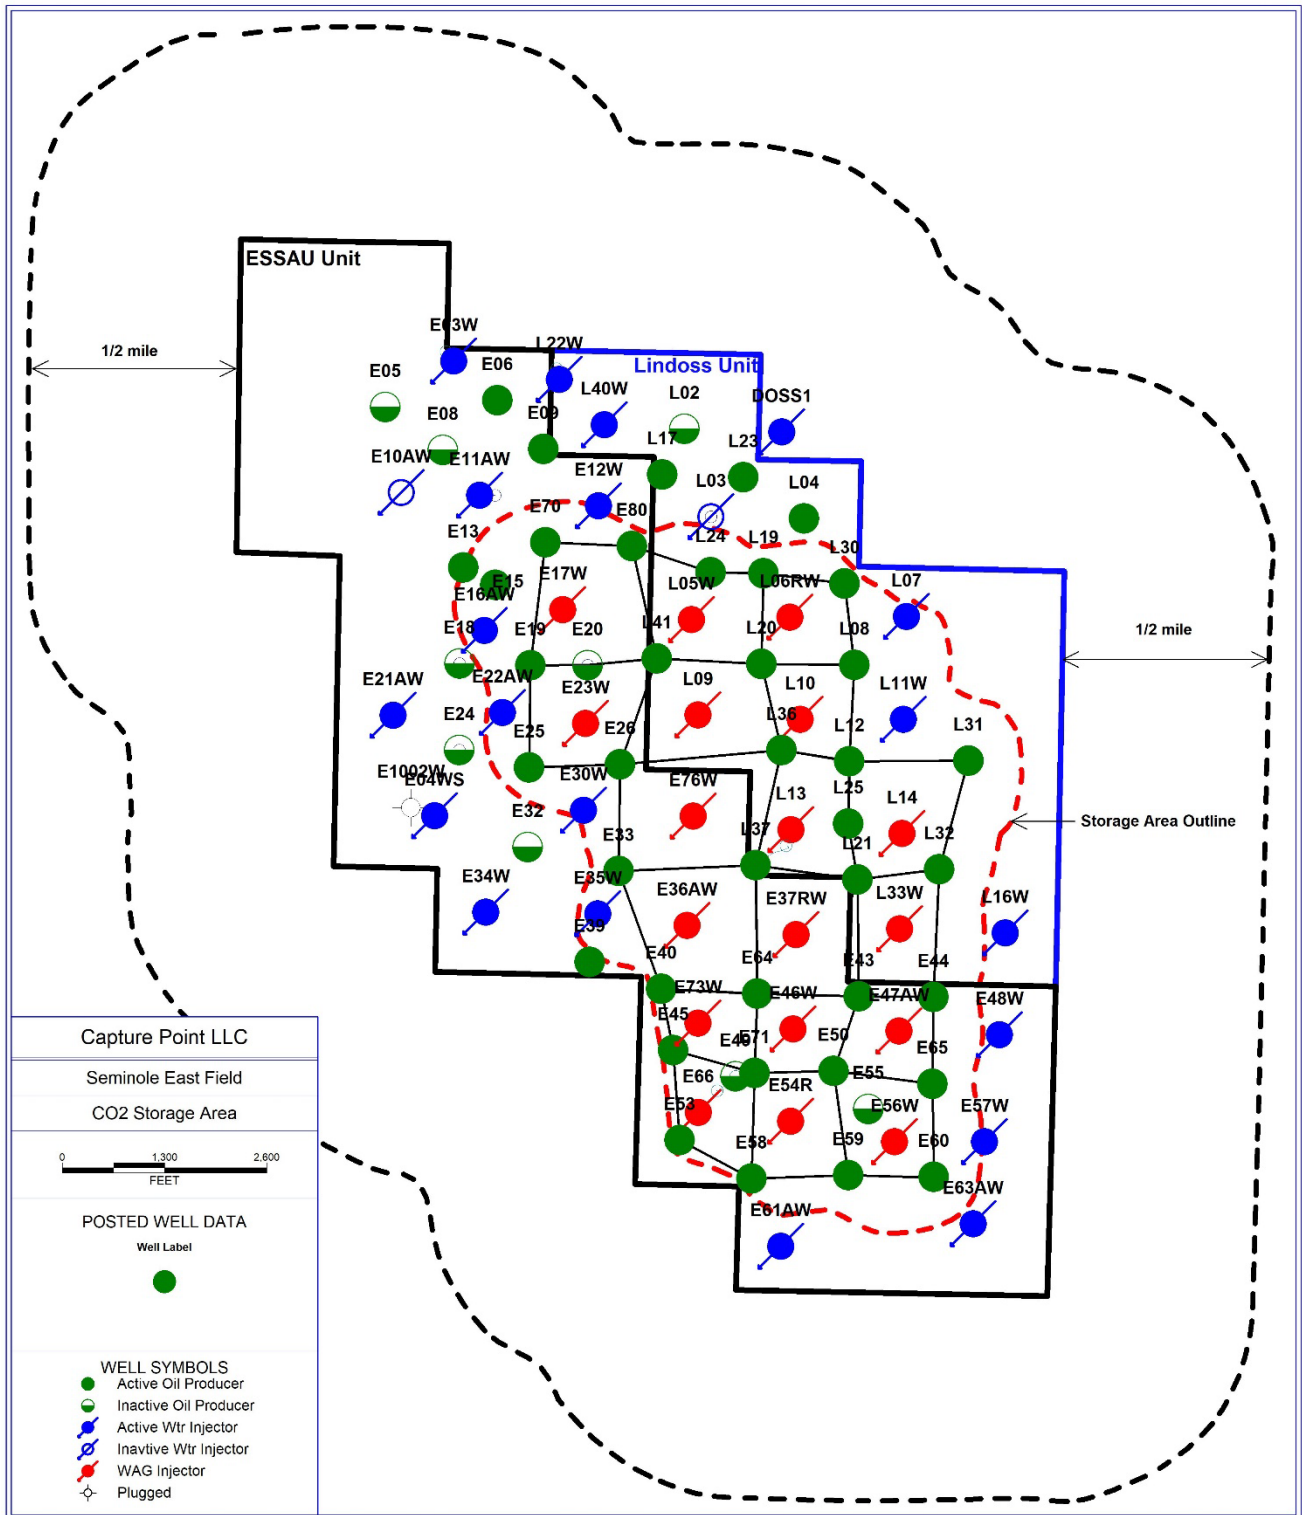 ESSAU Unit
E03W
L22W
1/2 mile
E06
Lindoss Unit
E05
L40W
L02
DOSS1
E08
E09
L17
L23
E10AW
E11AW
E12W
L03
L04
E70
E80
E13
L24
L19
L30
E17W
L05W
L06RW
L07
E15
E16AW
E18
E19
E20
L41
L20
L08
1/2 mile
E21AW
E22AW
E23W
L09
L10
L11W
E24
E25
E26
L36
L12
L31
E1002W
E04WS
E30W
E76W
L25
L13
L14
E32
E33
L37
L21
L32
Storage Area Outline
E34W
E35W
E36AW
E37RW
L33W
L16W
E39
E40
E64
E43
E44
E73W
E46W
E47AW
E48W
E45
E49
E71
E50
E65
E66
E54R
E55
E53
E56W
E57W
E58
E59
E60
E61AW
E63AW
Capture Point LLC
Seminole East Field
CO2 Storage Area
0 1,300 2,600
FEET
POSTED WELL DATA
Well Label
WELL SYMBOLS
Active Oil Producer
Inactive Oil Producer
Active Wtr Injector
Inavtive Wtr Injector
WAG Injector
Plugged